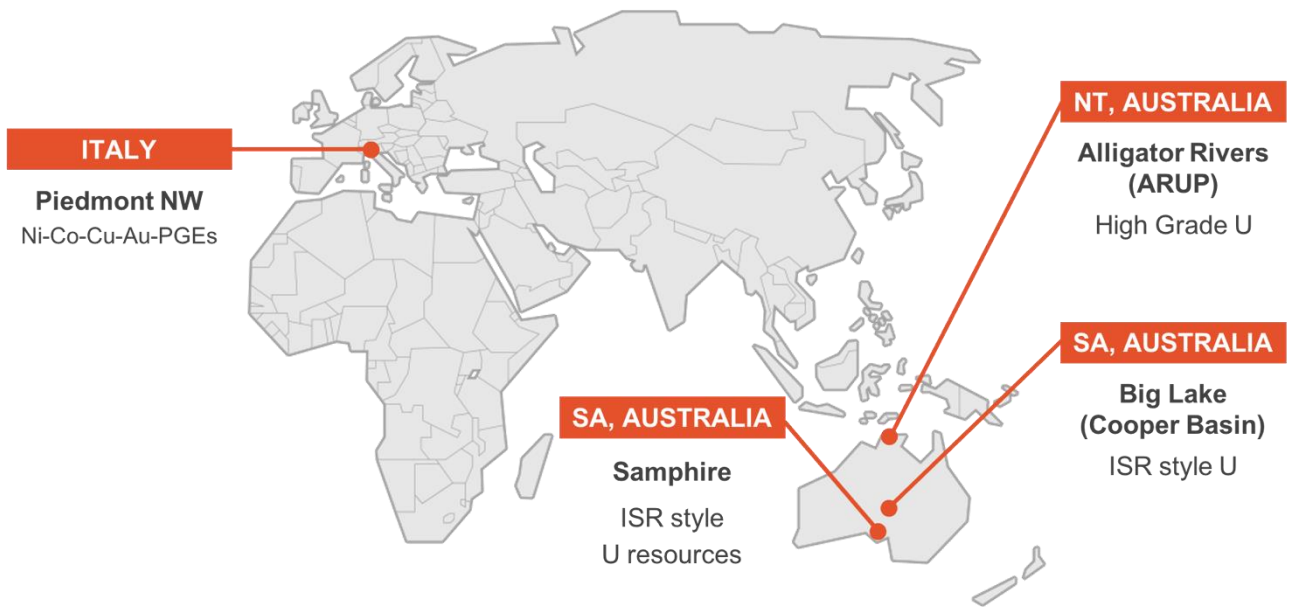 ITALY
Piedmont NW
Ni-Co-Cu-Au-PGEs
NT, AUSTRALIA
Alligator Rivers
(ARUP)
High Grade U
SA, AUSTRALIA
Big Lake
(Cooper Basin)
ISR style U
SA, AUSTRALIA
Samphire
ISR style
U resources